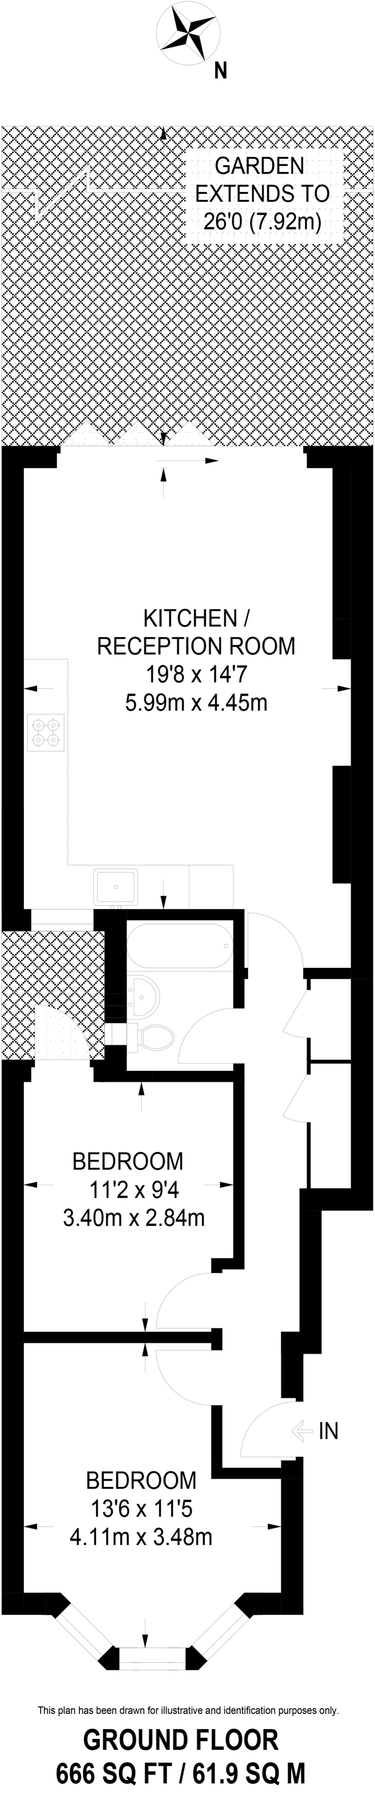 N
GARDEN
EXTENDS TO
26'0 (7.92m)
KITCHEN /
RECEPTION ROOM
19'8 x 14'7
5.99m x 4.45m
BEDROOM
11'2 x 9'4
3.40m x 2.84m
IN
BEDROOM
13'6 x 11'5
4.11m x 3.48m
This plan has been drawn for illustrative and identification purposes only.
GROUND FLOOR
666 SQ FT / 61.9 SQ M